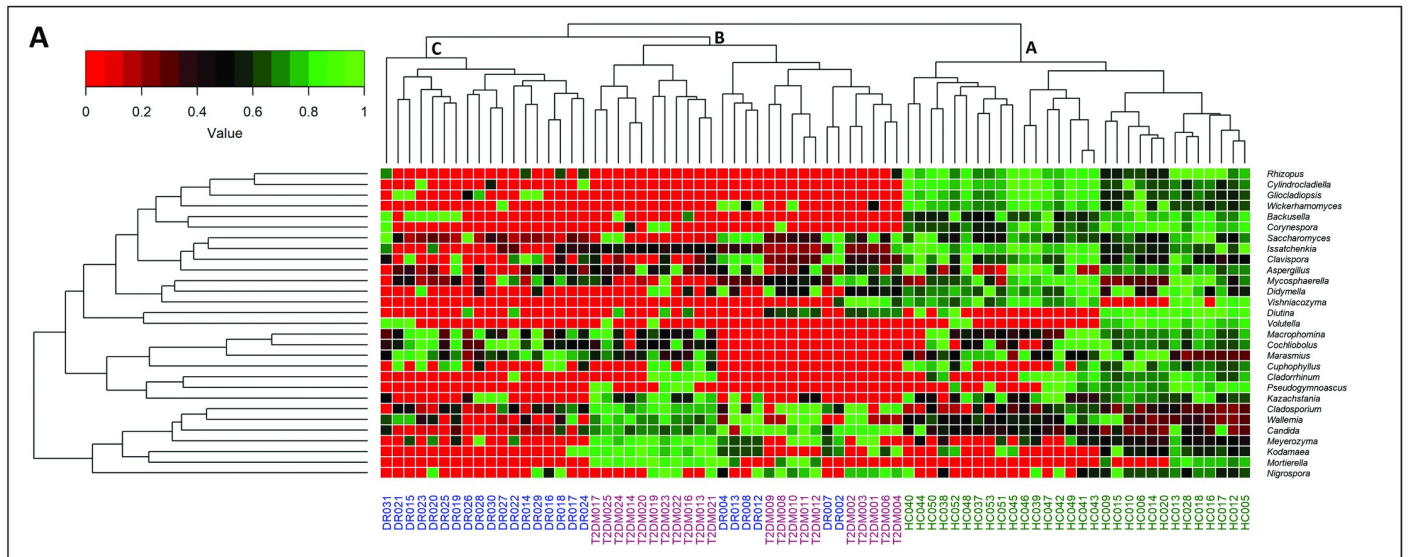 A
0 0.2 0.4 0.6 0.8 1
Value
C
B
A
Rhizopus
Cylindrocladiella
Gliocladiopsis
Wickerhamomyces
Backusella
Corynespora
Saccharomyces
Issatchenkia
Clavispora
Aspergillus
Mycosphaerella
Didymella
Vishniacozyma
Diutina
Volutella
Macrophomina
Cochliobolus
Marasmius
Cuphophyllus
Cladorrhinum
Pseudogymnoascus
Kazachstania
Cladosporium
Wallemia
Candida
Meyerozyma
Kodamaea
Mortierella
Nigrospora
DR031
DR021
DR015
DR023
DR020
DR025
DR019
DR026
DR028
DR030
DR027
DR022
DR014
DR029
DR016
DR018
DR017
DR024
T2DM017
T2DM025
T2DM024
T2DM014
T2DM020
T2DM019
T2DM023
T2DM022
T2DM016
T2DM013
T2DM021
DR004
DR013
DR008
DR012
T2DM009
T2DM008
T2DM010
T2DM011
T2DM012
DR007
DR002
T2DM002
T2DM003
T2DM001
T2DM006
T2DM004
HC040
HC044
HC050
HC038
HC052
HC048
HC037
HC053
HC051
HC045
HC046
HC039
HC047
HC042
HC049
HC041
HC043
HC009
HC015
HC010
HC006
HC014
HC020
HC013
HC028
HC018
HC016
HC017
HC012
HC005